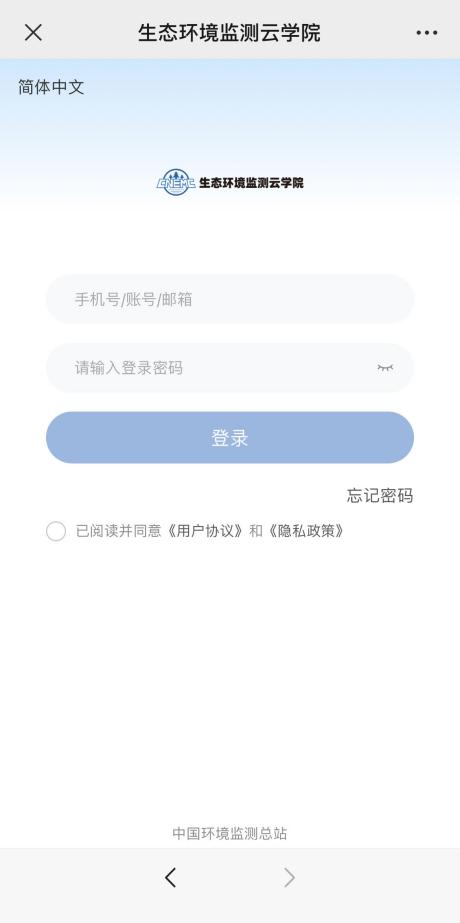 生态环境监测云学院
简体中文
CNEMC 生态环境监测云学院
手机号/账号/邮箱
请输入登录密码
登录
忘记密码
已阅读并同意《用户协议》和《隐私政策》
中国环境监测总站